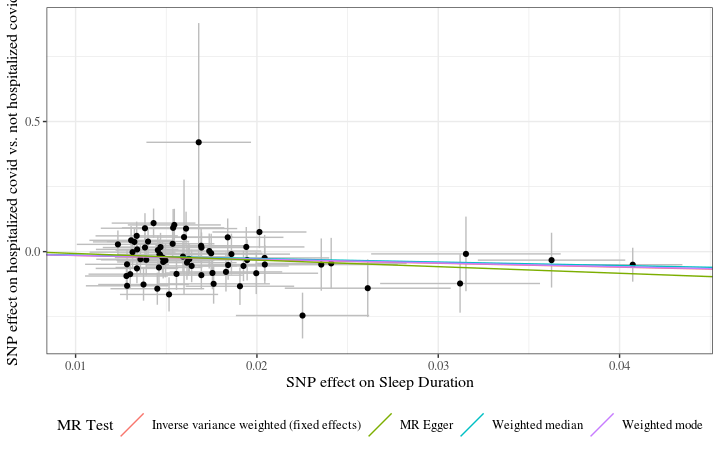 SNP effect on hospitalized covid vs. not hospitalized covid
0.5
0.0
0.01
0.02
0.03
0.04
SNP effect on Sleep Duration
MR Test
Inverse variance weighted (fixed effects)
MR Egger
Weighted median
Weighted mode